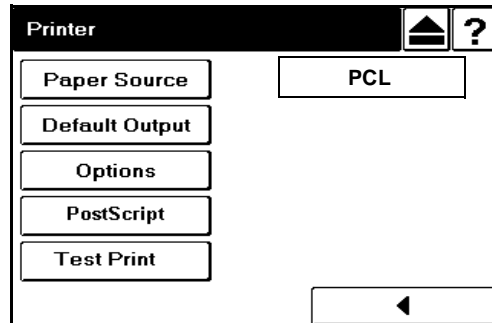 Printer
?
Paper Source
PCL
Default Output
Options
PostScript
Test Print